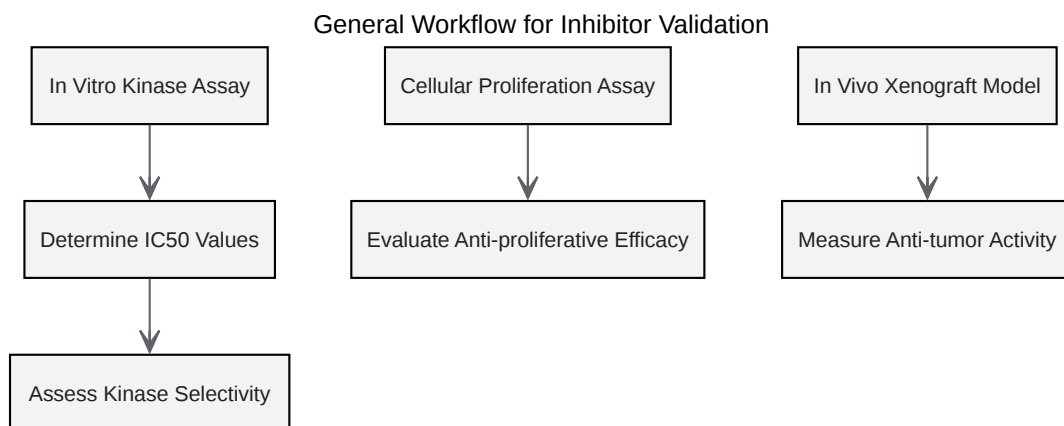 General Workflow for Inhibitor Validation
In Vitro Kinase Assay
Cellular Proliferation Assay
In Vivo Xenograft Model
Determine IC50 Values
Evaluate Anti-proliferative Efficacy
Measure Anti-tumor Activity
Assess Kinase Selectivity